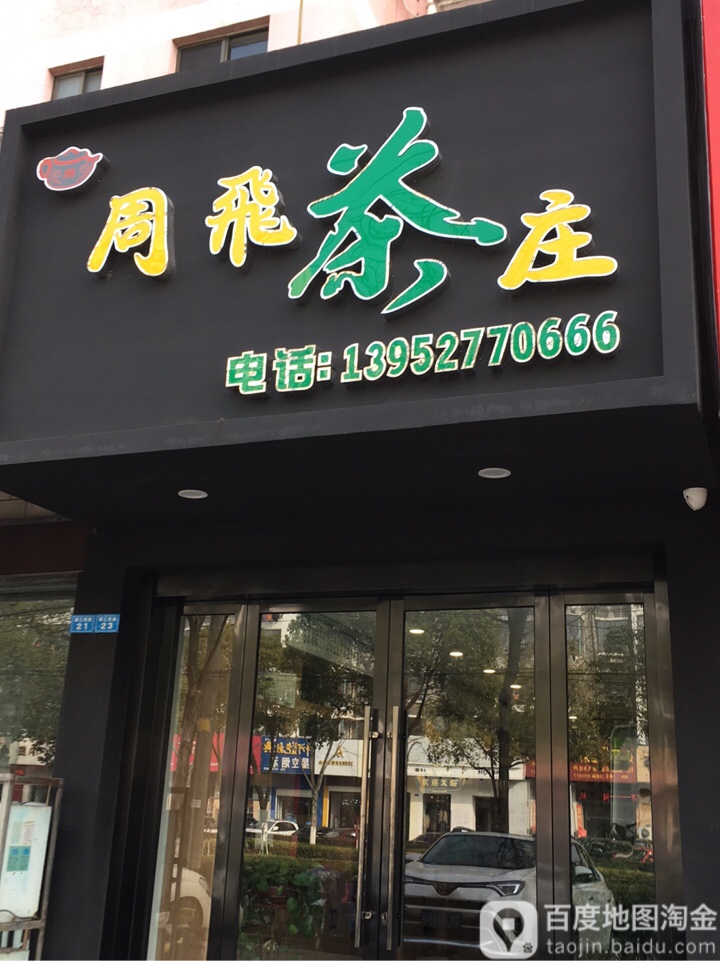 周飛茶庄
电话:13952770666
21
23
百度地图淘金
taojin.baidu.com